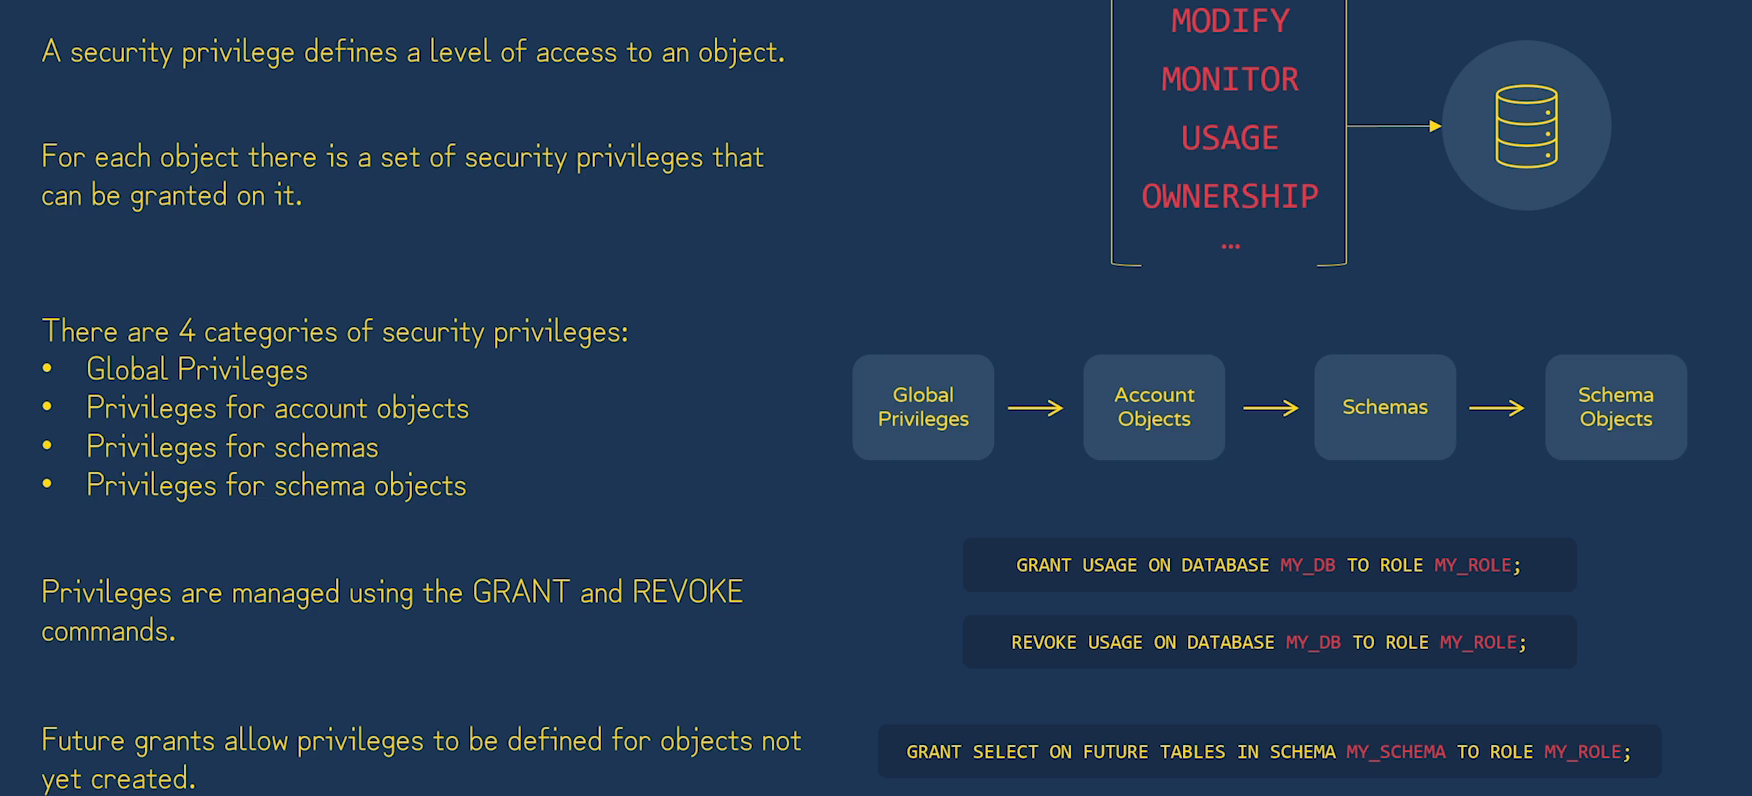 A security privilege defines a level of access to an object.
For each object there is a set of security privileges that
can be granted on it.
MODIFY
MONITOR
USAGE
OWNERSHIP
...
There are 4 categories of security privileges:
• Global Privileges
• Privileges for account objects
• Privileges for schemas
• Privileges for schema objects
Global
Privileges
Account
Objects
Schemas
Schema
Objects
Privileges are managed using the GRANT and REVOKE
commands.
GRANT USAGE ON DATABASE MY_DB TO ROLE MY_ROLE;
REVOKE USAGE ON DATABASE MY_DB TO ROLE MY_ROLE;
Future grants allow privileges to be defined for objects not
yet created.
GRANT SELECT ON FUTURE TABLES IN SCHEMA MY_SCHEMA TO ROLE MY_ROLE;